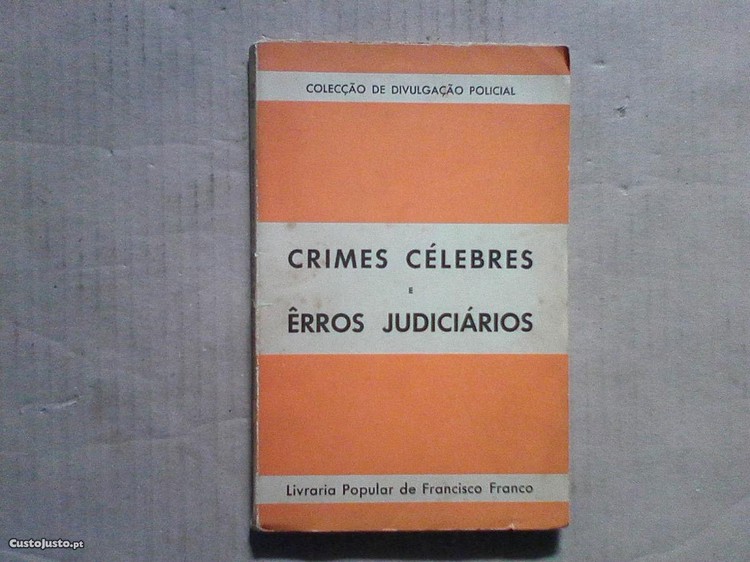 COLECÇÃO DE DIVULGAÇÃO POLICIAL
CRIMES CÉLEBRES
E
ÊRROS JUDICIÁRIOS
Livraria Popular de Francisco Franco
CustoJusto.pt